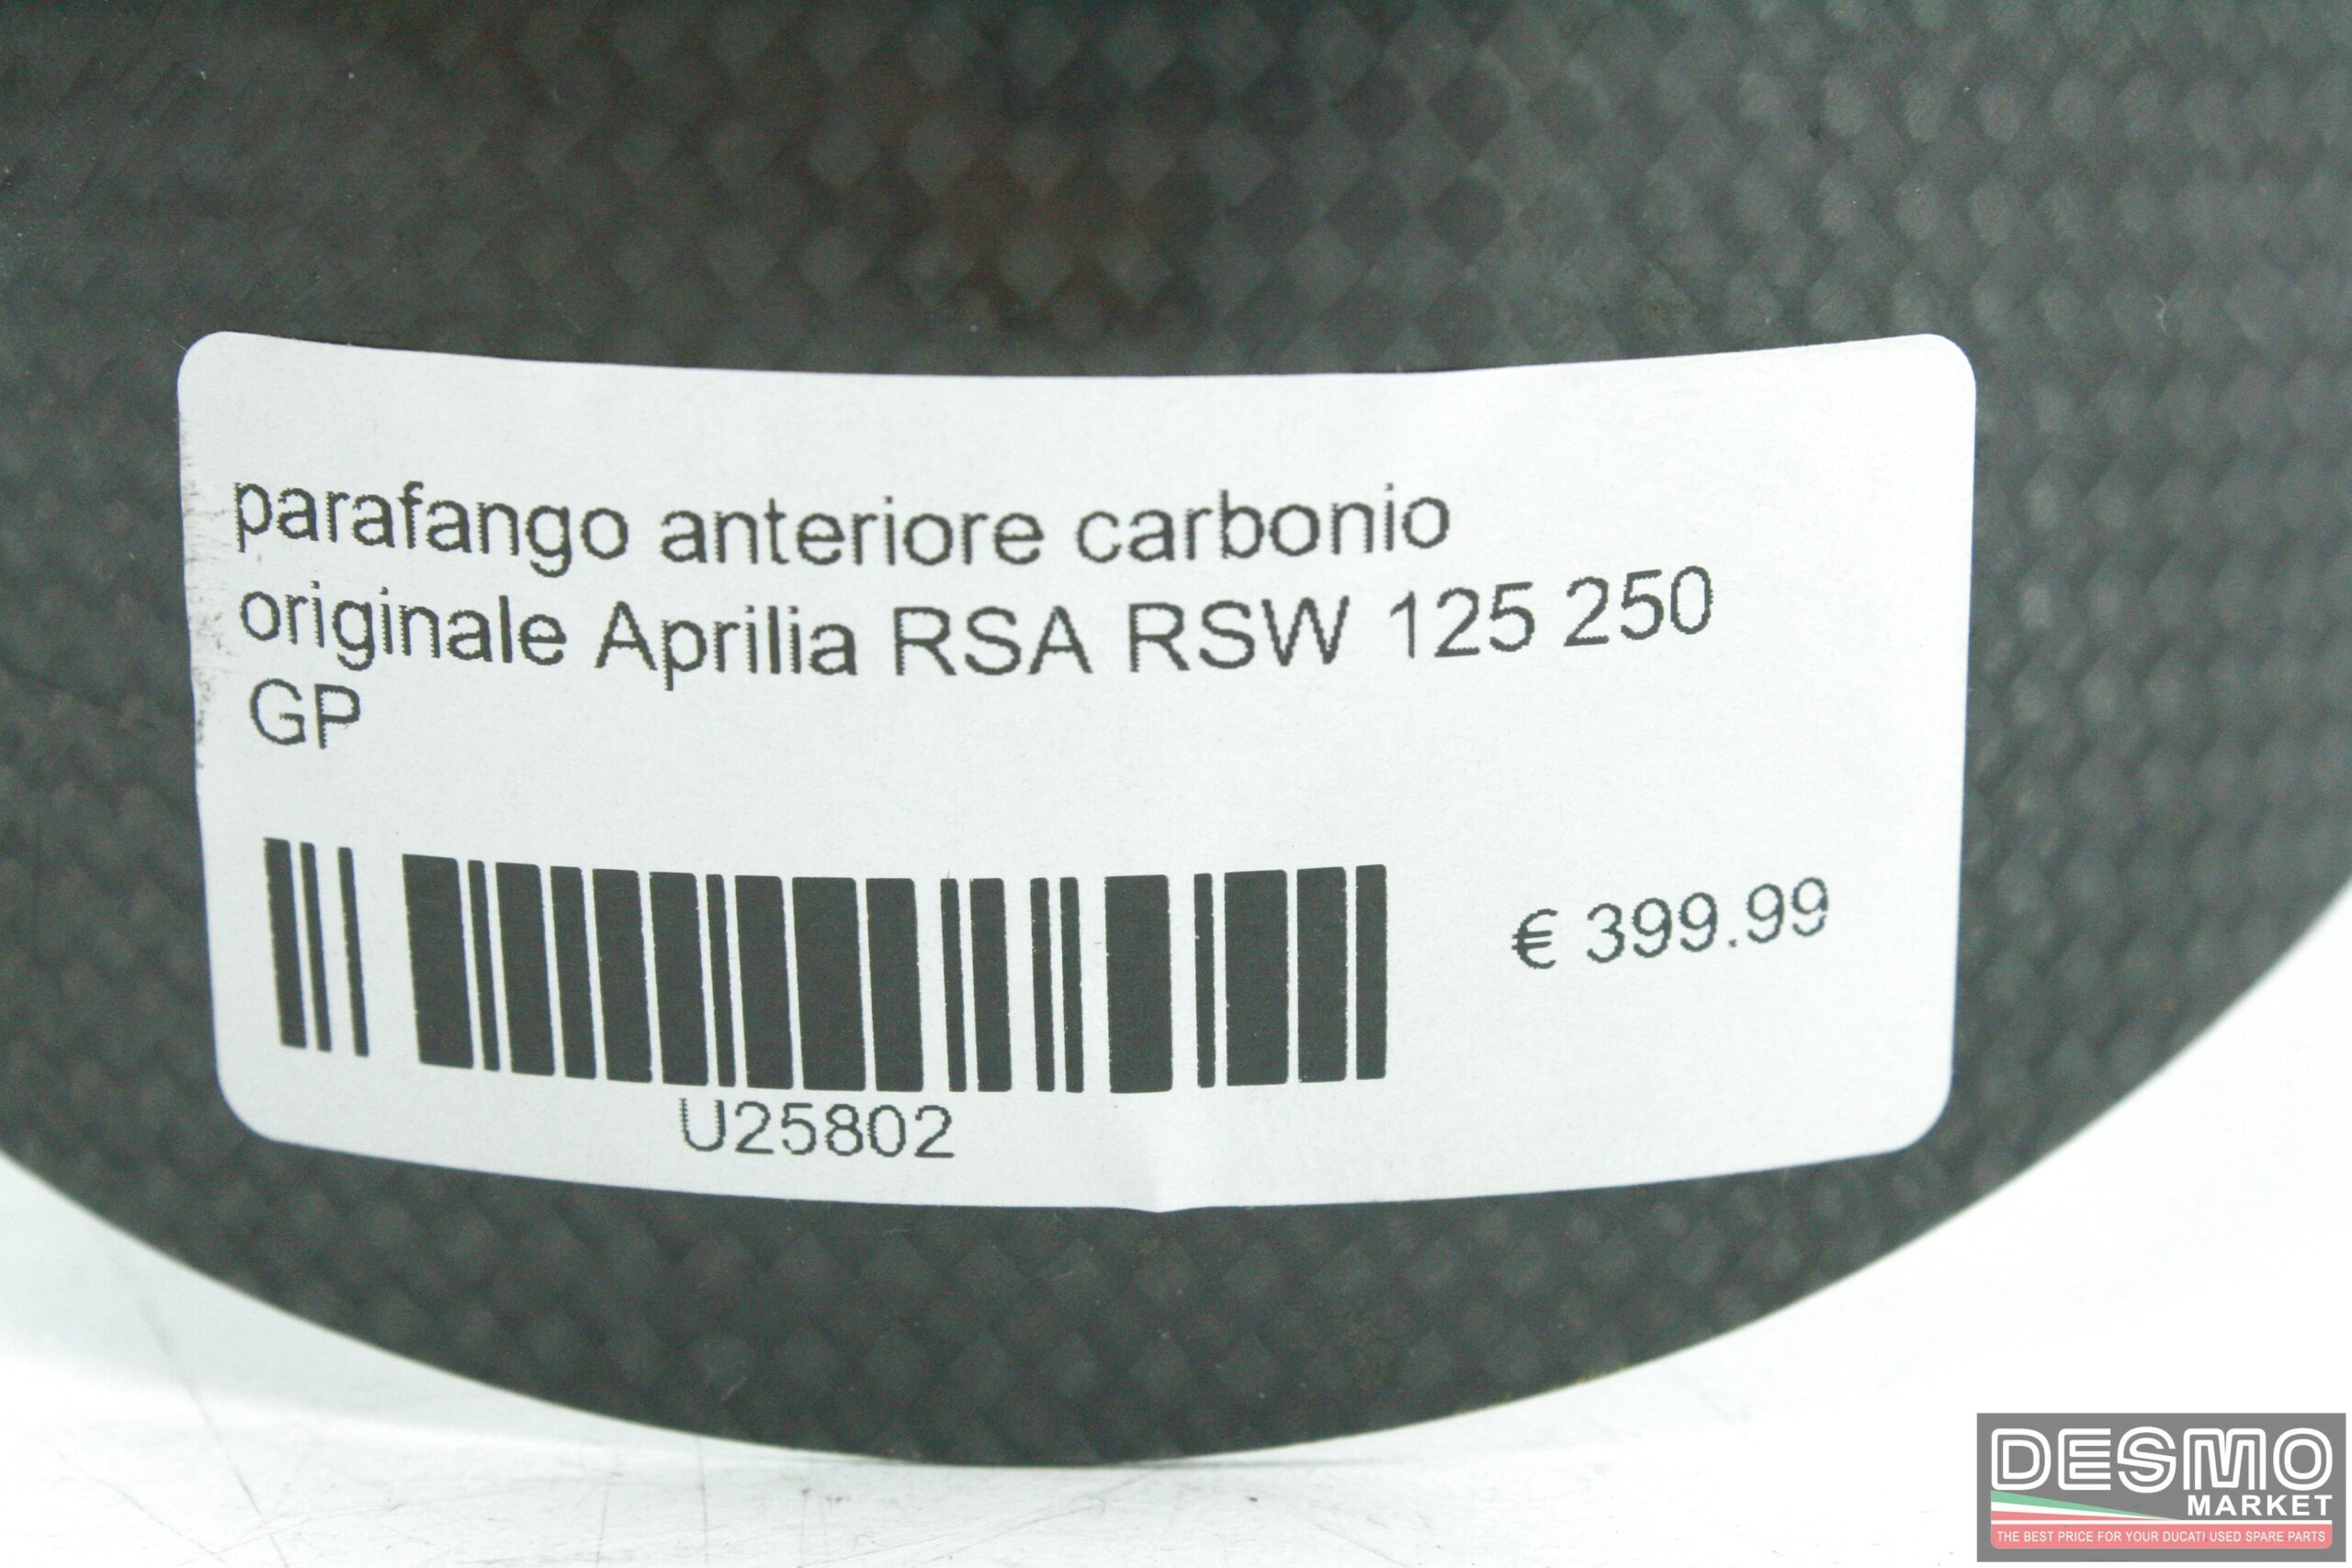 parafango anteriore carbonio
originale Aprilia RSA RSW 125 250
GP
€ 399.99
U25802
DESMO
MARKET
THE BEST PRICE FOR YOUR DUCATI USED SPARE PARTS